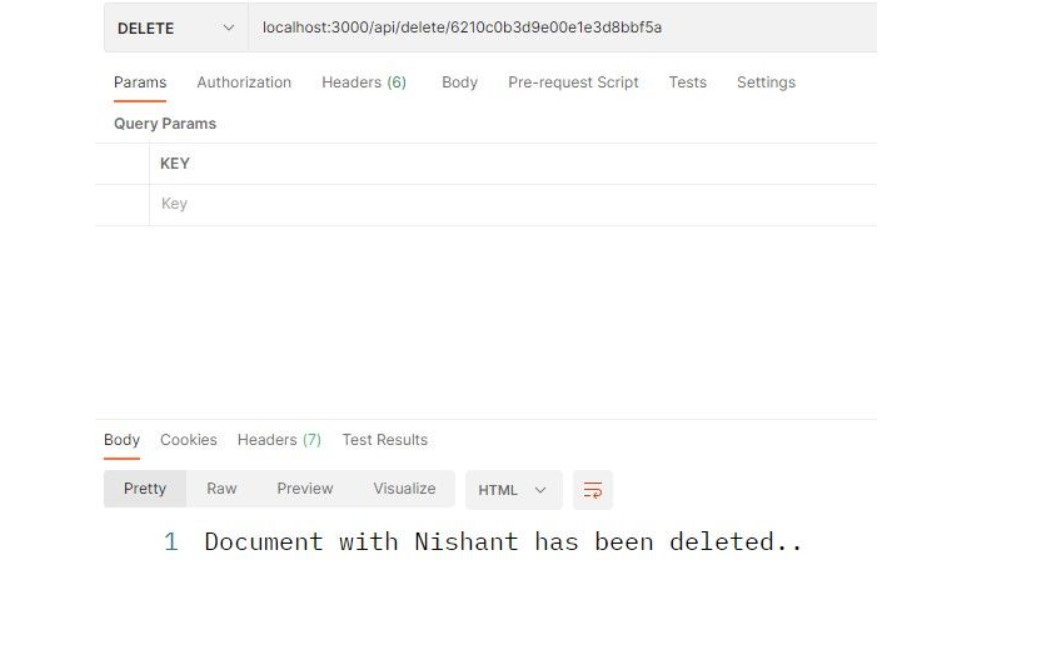 DELETE localhost:3000/api/delete/6210c0b3d9e00e1e3d8bbf5a
Params Authorization Headers (6) Body Pre-request Script Tests Settings
Query Params
KEY
Key
Body Cookies Headers (7) Test Results
Pretty Raw Preview Visualize HTML
1 Document with Nishant has been deleted..